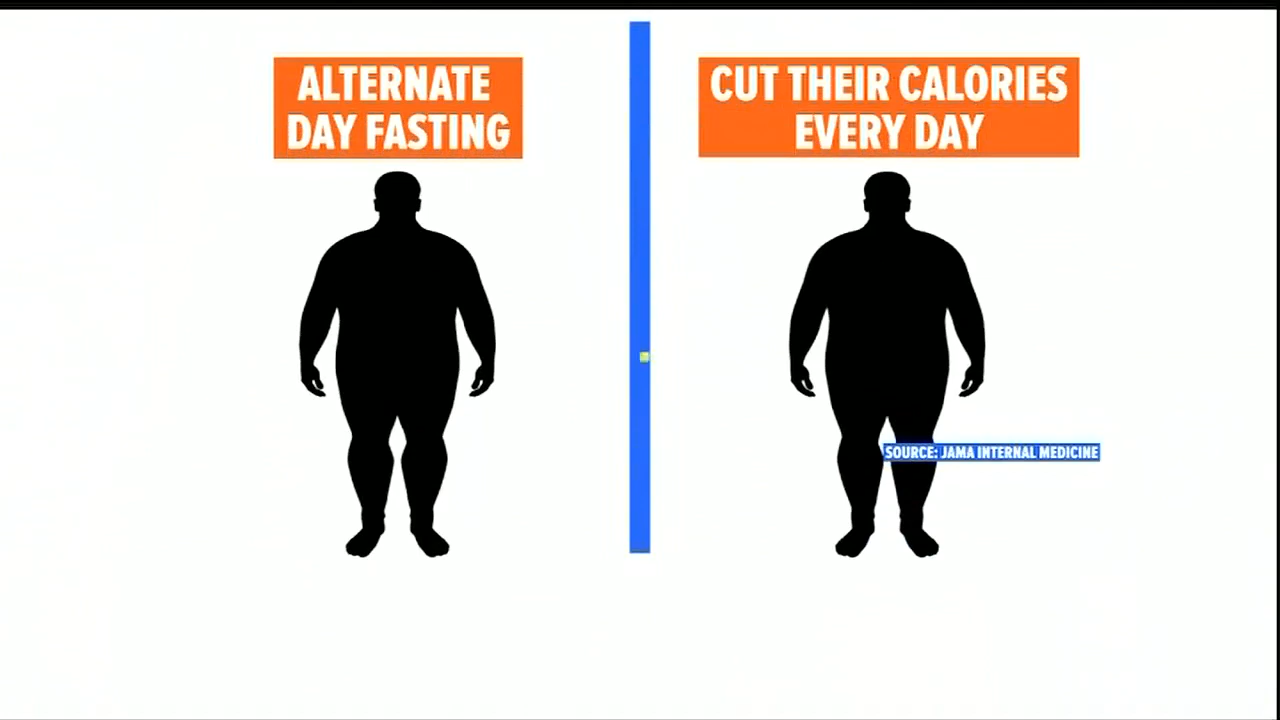 ALTERNATE
DAY FASTING
CUT THEIR CALORIES
EVERY DAY
SOURCE: JAMA INTERNAL MEDICINE